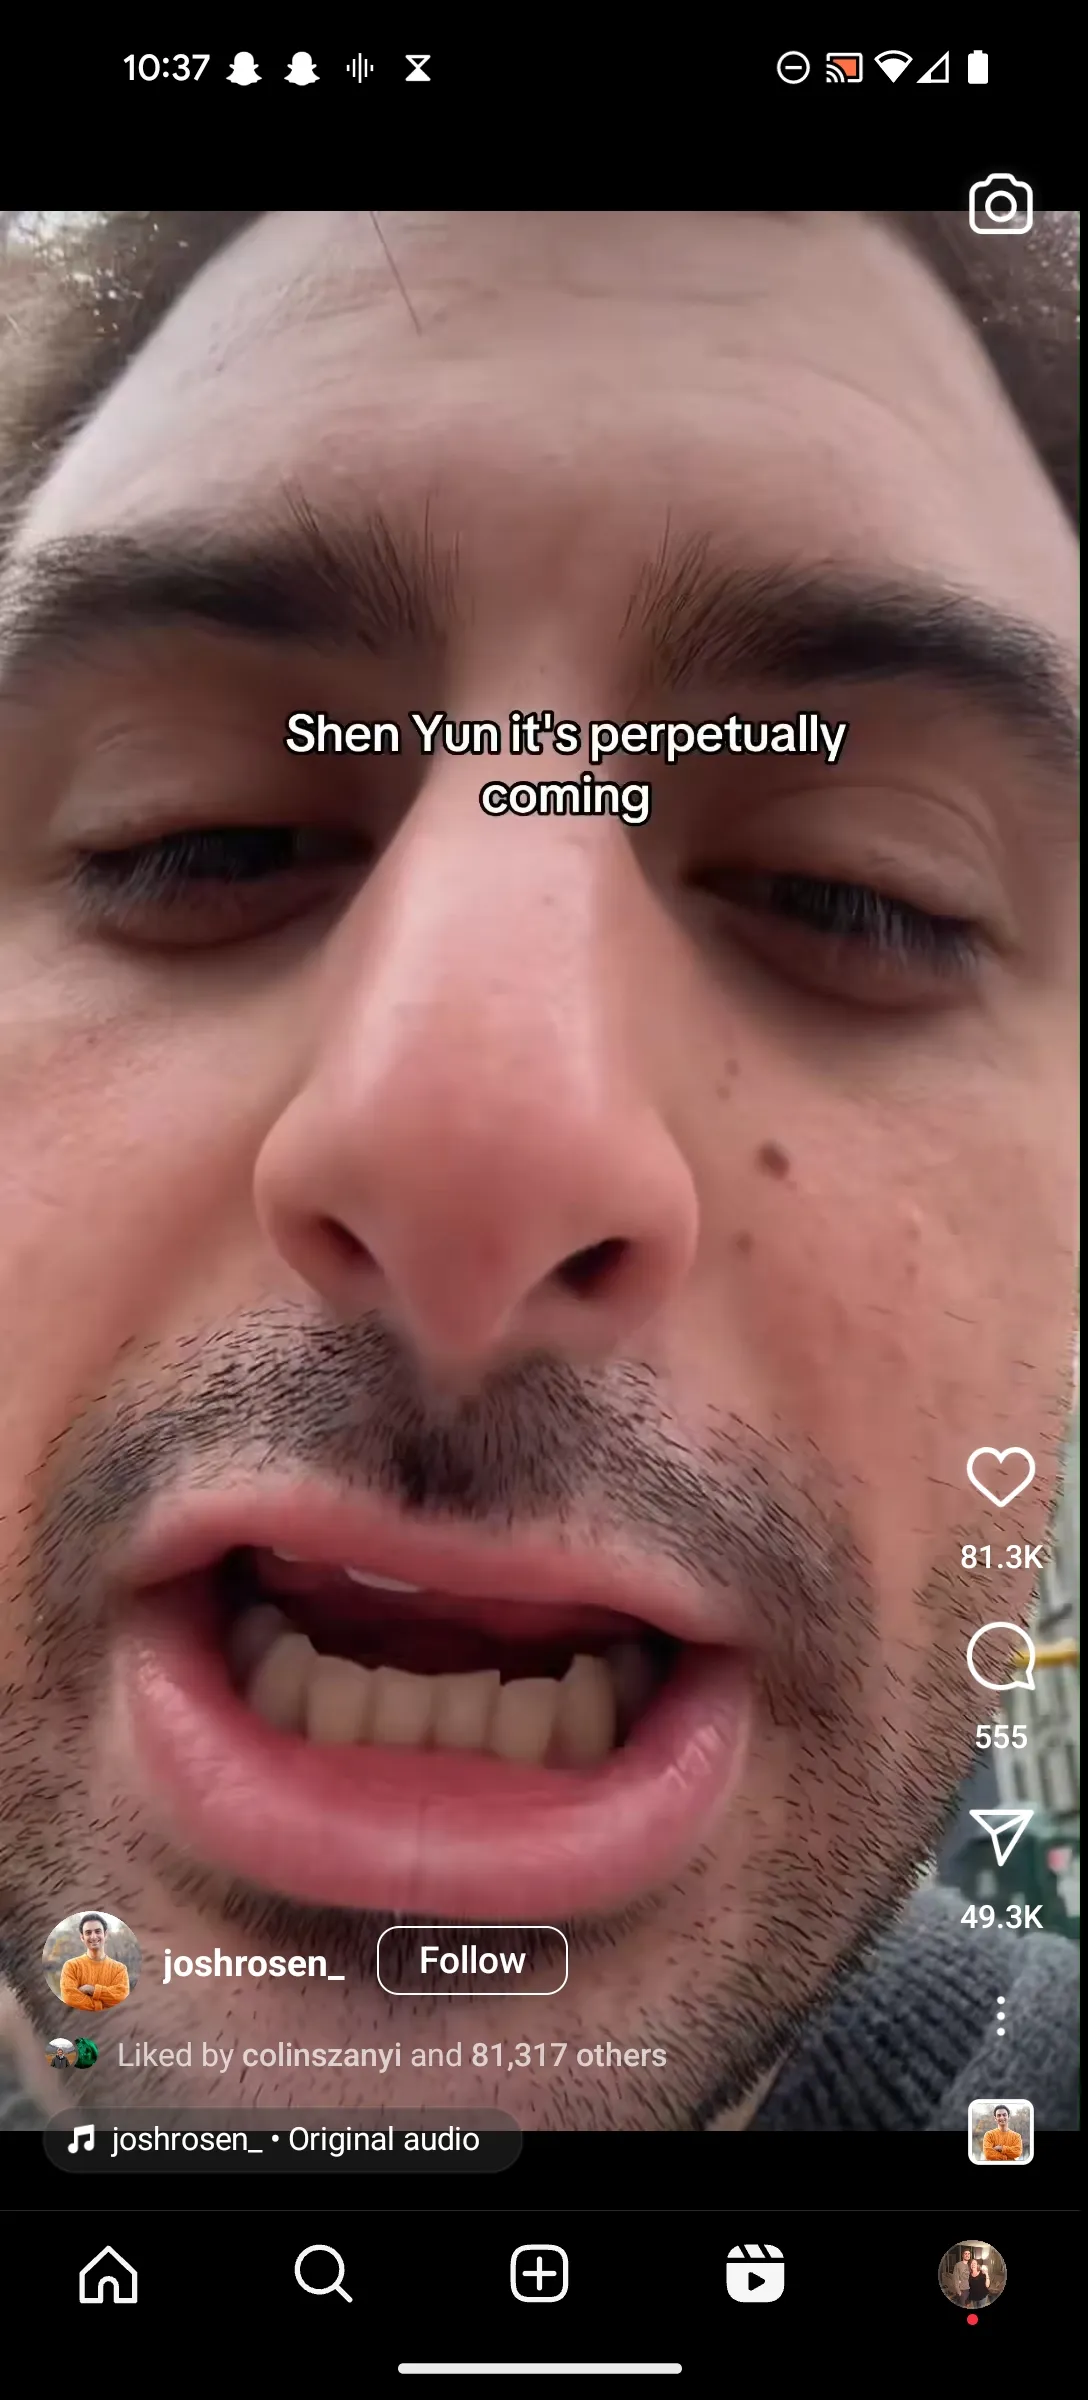 10:37
Shen Yun it's perpetually
coming
81.3K
555
49.3K
joshrosen_ Follow
Liked by colinszanyi and 81,317 others
joshrosen_ • Original audio